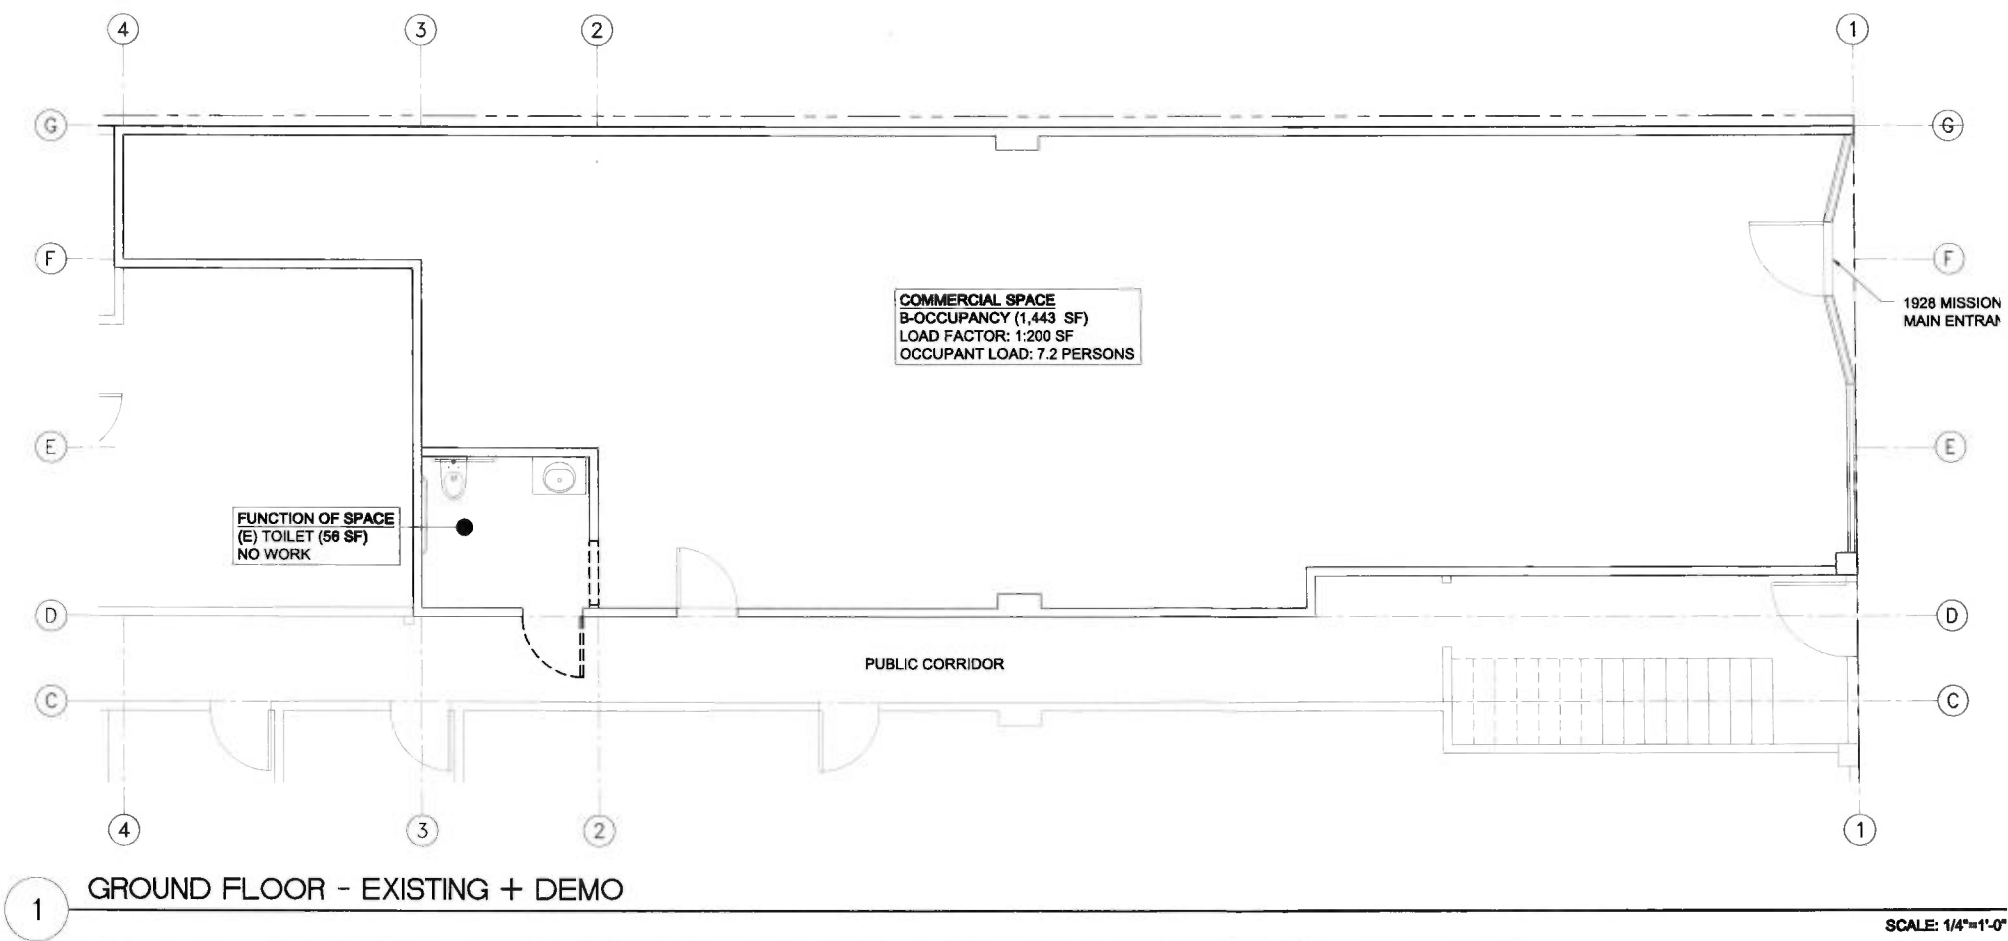 4 3 2 1
G G
F F
COMMERCIAL SPACE
B-OCCUPANCY (1,443 SF)
LOAD FACTOR: 1:200 SF
OCCUPANT LOAD: 7.2 PERSONS
1928 MISSION
MAIN ENTRAN
E E
FUNCTION OF SPACE
(E) TOILET (56 SF)
NO WORK
D D
PUBLIC CORRIDOR
C C
4 3 2 1
1 GROUND FLOOR - EXISTING + DEMO
SCALE: 1/4"=1'-0"